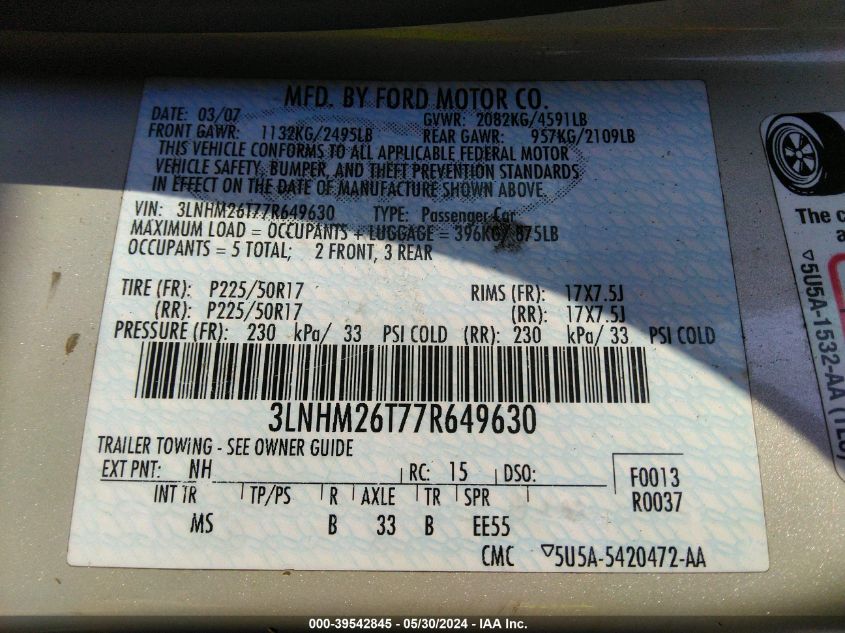 MFD. BY FORD MOTOR CO.
DATE: 03/07 GVWR: 2082KG/4591LB
FRONT GAWR: 1132KG/2495LB REAR GAWR: 957KG/2109LB
THIS VEHICLE CONFORMS TO ALL APPLICABLE FEDERAL MOTOR
VEHICLE SAFETY, BUMPER, AND THEFT PREVENTION STANDARDS
IN EFFECT ON THE DATE OF MANUFACTURE SHOWN ABOVE.
VIN: 3LNHM26T77R649630 TYPE: Passenger Car
MAXIMUM LOAD = OCCUPANTS + LUGGAGE = 396KG/ 875LB
OCCUPANTS = 5 TOTAL; 2 FRONT, 3 REAR
TIRE (FR): P225/50R17 RIMS (FR): 17X7.5J
(RR): P225/50R17 (RR): 17X7.5J
PRESSURE (FR): 230 kPa/ 33 PSI COLD (RR): 230 kPa/ 33 PSI COLD
3LNHM26T77R649630
TRAILER TOWING - SEE OWNER GUIDE
EXT PNT: NH RC: 15 DSO: F0013
R0037
INT TR TP/PS R AXLE TR SPR
MS B 33 B EE55
CMC ▽5U5A-5420472-AA
The c
a
▽5U5A-1532-AA (TLS)
000-39542845 - 05/30/2024 - IAA Inc.